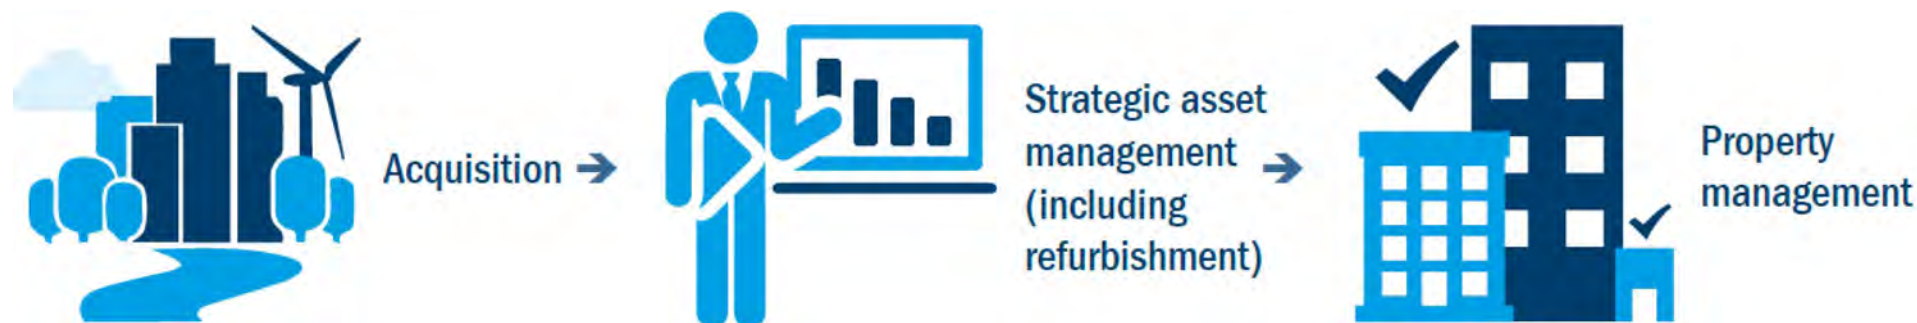 Acquisition
Strategic asset
management
(including
refurbishment)
Property
management